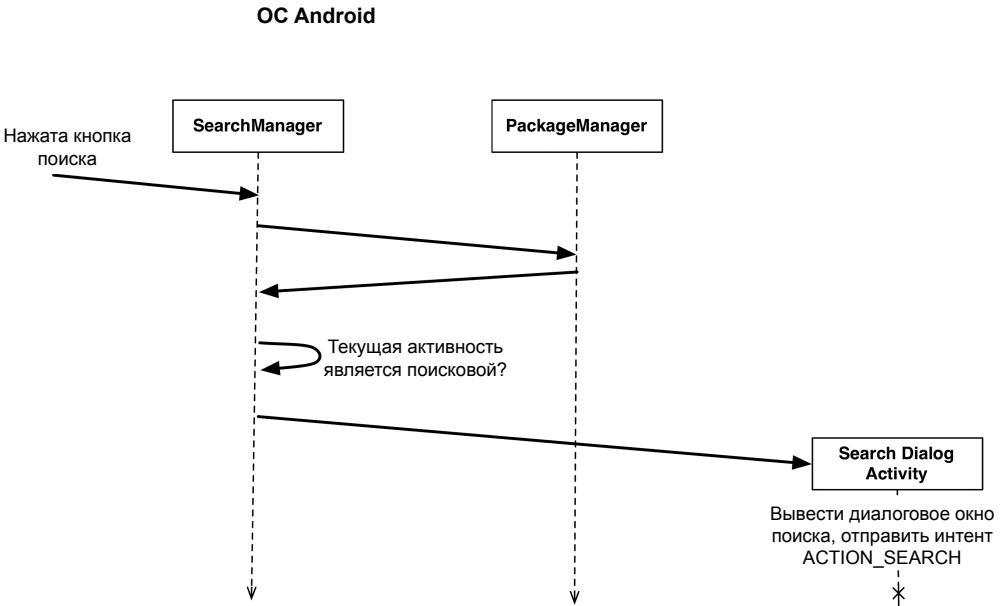 ОС Android
SearchManager
PackageManager
Нажата кнопка
поиска
Текущая активность
является поисковой?
Search Dialog
Activity
Вывести диалоговое окно
поиска, отправить интент
ACTION_SEARCH